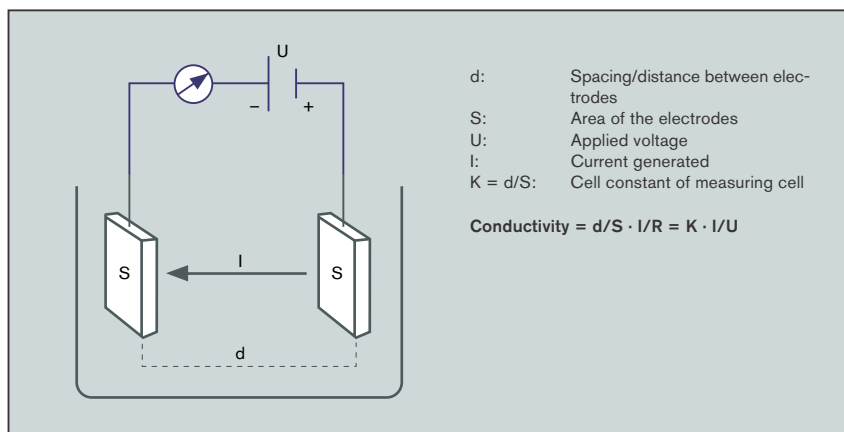 U
– +
S
I
S
d
d: Spacing/distance between elec-
trodes
S: Area of the electrodes
U: Applied voltage
I: Current generated
K = d/S: Cell constant of measuring cell
Conductivity = d/S · I/R = K · I/U